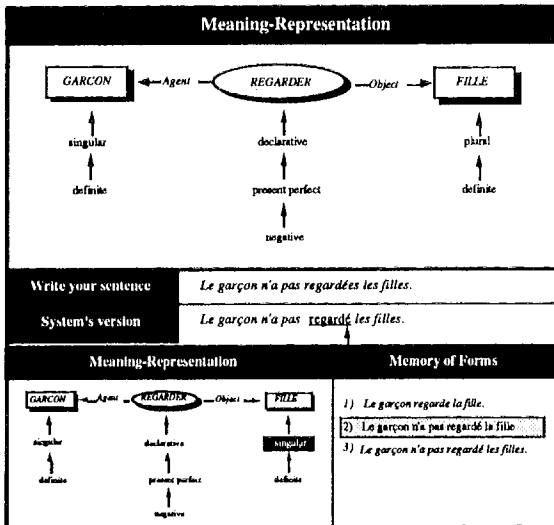 Meaning-Representation
GARCON Agent REGARDER Object FILLE
singular declarative plural
definite present perfect definite
negative
Write your sentence Le garçon n'a pas regardées les filles.
System's version Le garçon n'a pas regardé les filles.
Meaning-Representation Memory of Forms
GARCON Agent REGARDER Object FILLE
1) Le garçon regarde la fille.
2) Le garçon n'a pas regardé la fille
3) Le garçon n'a pas regardé les filles.
singular declarative singular
definite present perfect definite
negative